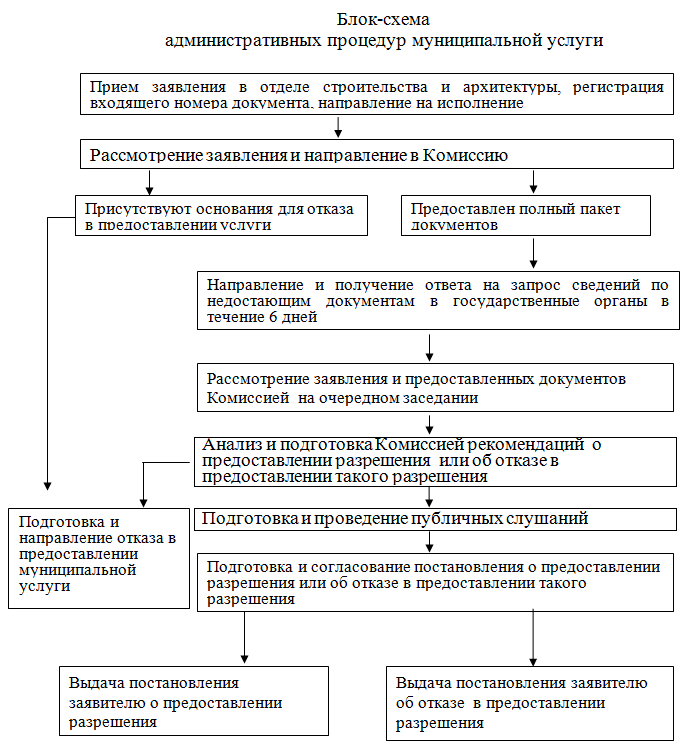 Блок-схема
административных процедур муниципальной услуги
Прием заявления в отделе строительства и архитектуры, регистрация
входящего номера документа, направление на исполнение
Рассмотрение заявления и направление в Комиссию
Присутствуют основания для отказа
в предоставлении услуги
Предоставлен полный пакет
документов
Направление и получение ответа на запрос сведений по
недостающим документам в государственные органы в
течение 6 дней
Рассмотрение заявления и предоставленных документов
Комиссией на очередном заседании
Анализ и подготовка Комиссией рекомендаций о
предоставлении разрешения или об отказе в
предоставлении такого разрешения
Подготовка и
направление отказа в
предоставлении
муниципальной
услуги
Подготовка и проведение публичных слушаний
Подготовка и согласование постановления о предоставлении
разрешения или об отказе в предоставлении такого
разрешения
Выдача постановления
заявителю о предоставлении
разрешения
Выдача постановления заявителю
об отказе в предоставлении
разрешения